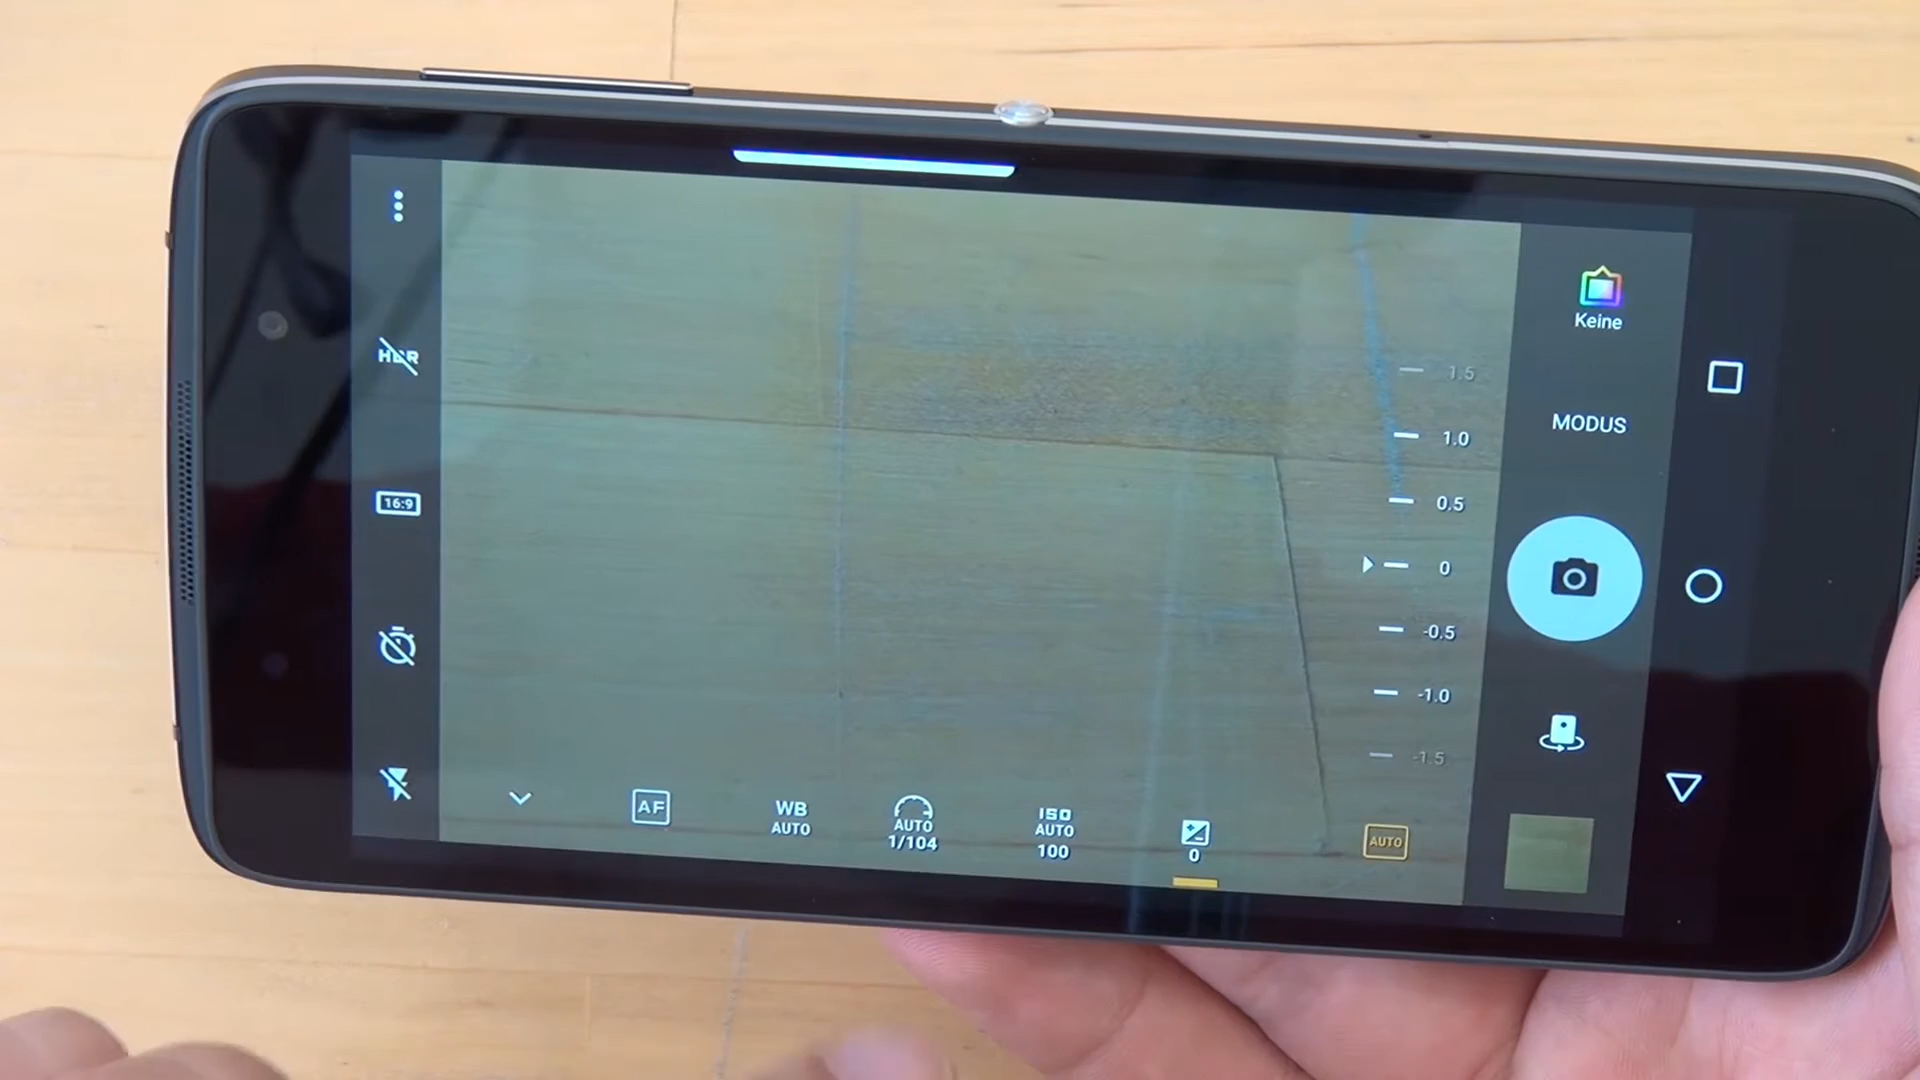 HDR
16:9
AF
WB
AUTO
AUTO
1/104
ISO
AUTO
100
0
AUTO
1.5
1.0
0.5
0
-0.5
-1.0
-1.5
Keine
MODUS